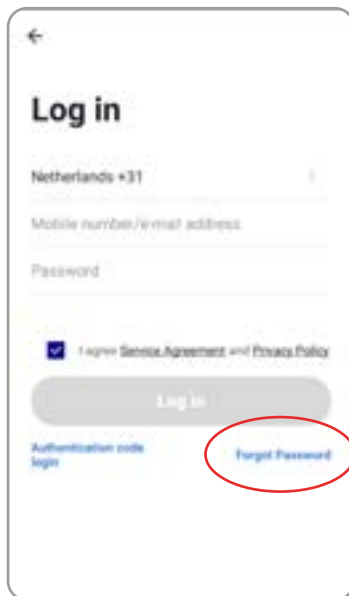 Log in
Netherlands +31
Mobile number/e-mail address
Password
I agree Service Agreement and Privacy Policy
Log in
Authentication code
login
Forgot Password